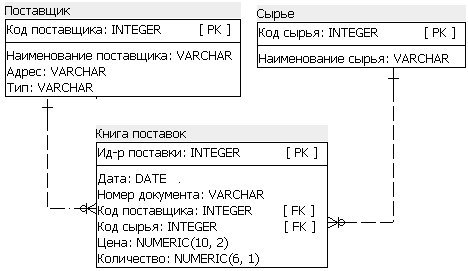 Поставщик
Код поставщика: INTEGER [ PK ]
Наименование поставщика: VARCHAR
Адрес: VARCHAR
Тип: VARCHAR
Сырье
Код сырья: INTEGER [ PK ]
Наименование сырья: VARCHAR
Книга поставок
Ид-р поставки: INTEGER [ PK ]
Дата: DATE
Номер документа: VARCHAR
Код поставщика: INTEGER [ FK ]
Код сырья: INTEGER [ FK ]
Цена: NUMERIC(10, 2)
Количество: NUMERIC(6, 1)